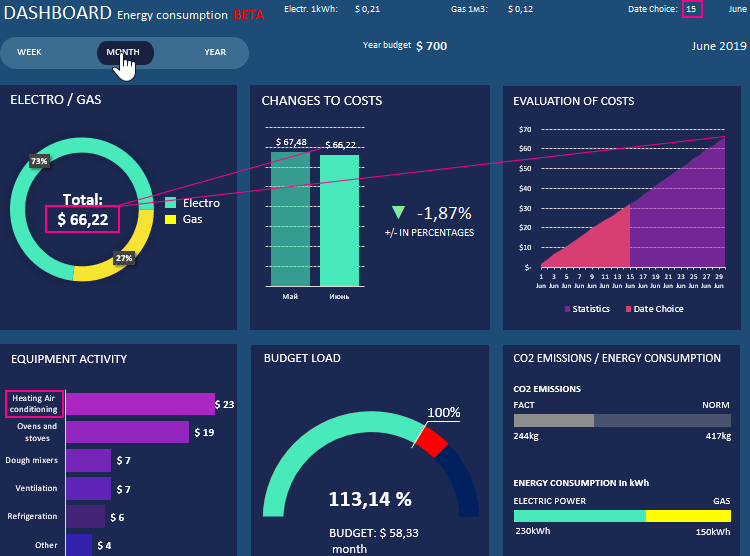 DASHBOARD Energy consumption BETA
Electr. 1kWh: $ 0,21
Gas 1м3: $ 0,12
Date Choice: 15 June
WEEK MONTH YEAR
Year budget $ 700
June 2019
ELECTRO / GAS
73%
Total:
$ 66,22
27%
Electro
Gas
CHANGES TO COSTS
$ 67,48 $ 66,22
-1,87%
+/- IN PERCENTAGES
Май Июнь
EVALUATION OF COSTS
$70
$60
$50
$40
$30
$20
$10
$-
1 3 5 7 9 11 13 15 17 19 21 23 25 27 29
Jun Jun Jun Jun Jun Jun Jun Jun Jun Jun Jun Jun Jun Jun Jun
Statistics Date Choice
EQUIPMENT ACTIVITY
Heating Air
conditioning
$ 23
Ovens and
stoves
$ 19
Dough mixers $ 7
Ventilation $ 7
Refrigeration $ 6
Other $ 4
BUDGET LOAD
100%
113,14 %
BUDGET: $ 58,33
month
CO2 EMISSIONS / ENERGY CONSUMPTION
CO2 EMISSIONS
FACT NORM
244kg 417kg
ENERGY CONSUMPTION In kWh
ELECTRIC POWER GAS
230kWh 150kWh